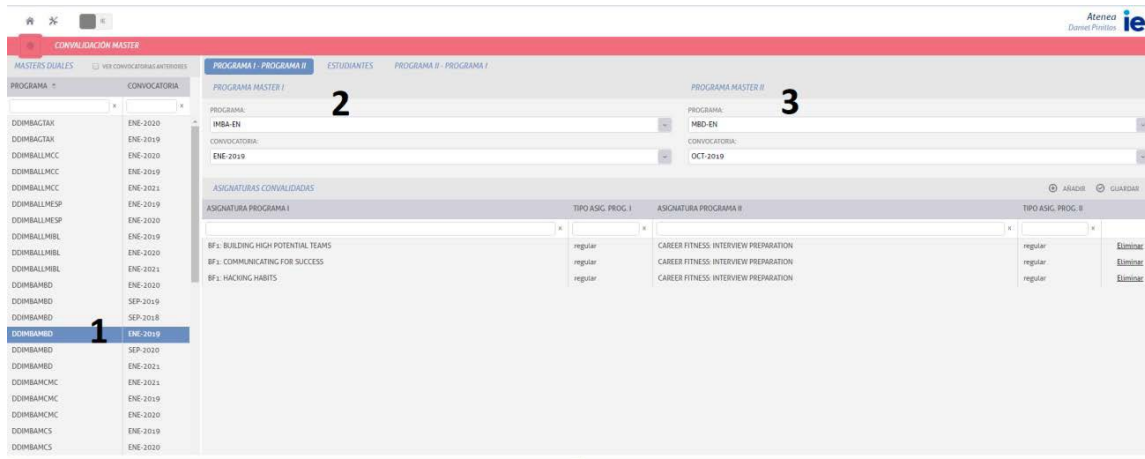 Atenea
Daniel Pinillos
ie
CONVALIDACIÓN MASTER
MASTERS DUALES VER CONVOCATORIAS ANTERIORES
PROGRAMA CONVOCATORIA
x x
DDIMBAGTAX ENE-2020
DDIMBAGTAX ENE-2019
DDIMBALLMCC ENE-2020
DDIMBALLMCC ENE-2019
DDIMBALLMCC ENE-2021
DDIMBALLMESP ENE-2019
DDIMBALLMESP ENE-2020
DDIMBALLMIBL ENE-2019
DDIMBALLMIBL ENE-2020
DDIMBALLMIBL ENE-2021
DDIMBAMBD ENE-2020
DDIMBAMBD SEP-2019
DDIMBAMBD SEP-2018
DDIMBAMBD 1 ENE-2019
DDIMBAMBD SEP-2020
DDIMBAMBD ENE-2021
DDIMBAMCMC ENE-2021
DDIMBAMCMC ENE-2019
DDIMBAMCMC ENE-2020
DDIMBAMCS ENE-2019
DDIMBAMCS ENE-2020
PROGRAMA I - PROGRAMA II ESTUDIANTES PROGRAMA II - PROGRAMA I
PROGRAMA MASTER I PROGRAMA MASTER II
2 3
PROGRAMA: PROGRAMA:
IMBA-EN MBD-EN
CONVOCATORIA: CONVOCATORIA:
ENE-2019 OCT-2019
ASIGNATURAS CONVALIDADAS AÑADIR GUARDAR
ASIGNATURA PROGRAMA I TIPO ASIG. PROG. I ASIGNATURA PROGRAMA II TIPO ASIG. PROG. II
x x x x
BF1: BUILDING HIGH POTENTIAL TEAMS regular CAREER FITNESS: INTERVIEW PREPARATION regular Eliminar
BF1: COMMUNICATING FOR SUCCESS regular CAREER FITNESS: INTERVIEW PREPARATION regular Eliminar
BF1: HACKING HABITS regular CAREER FITNESS: INTERVIEW PREPARATION regular Eliminar